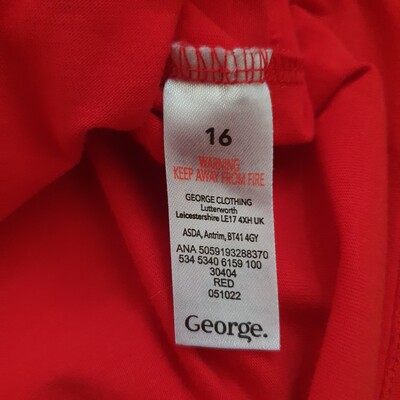 16
WARNING
KEEP AWAY FROM FIRE
GEORGE CLOTHING
Lutterworth
Leicestershire LE17 4XH UK
ASDA, Antrim, BT41 4GY
ANA 5059193288370
534 5340 6159 100
30404
RED
051022
George.